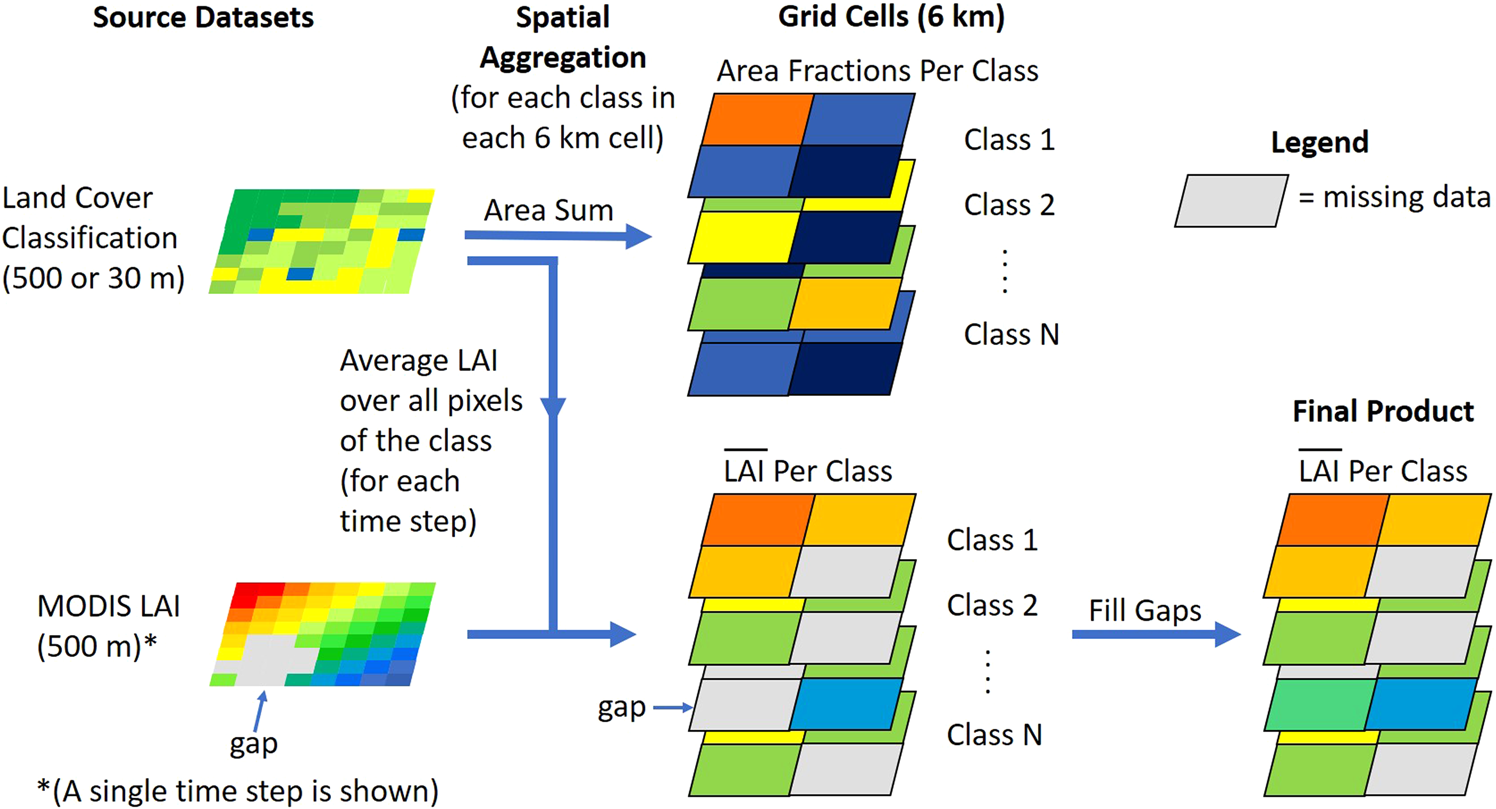 Source Datasets
Spatial
Aggregation
(for each class in
each 6 km cell)
Grid Cells (6 km)
Area Fractions Per Class
Class 1
Class 2
Class N
Legend
= missing data
Land Cover
Classification
(500 or 30 m)
Area Sum
Average LAI
over all pixels
of the class
(for each
time step)
MODIS LAI
(500 m)*
gap
*(A single time step is shown)
LAI Per Class
Class 1
Class 2
Class N
gap
Fill Gaps
Final Product
LAI Per Class